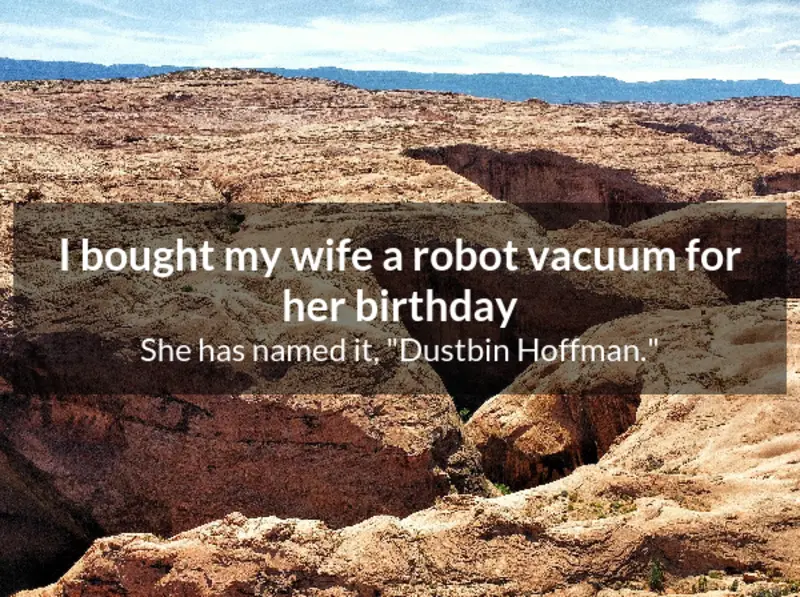 I bought my wife a robot vacuum for
her birthday
She has named it, "Dustbin Hoffman."